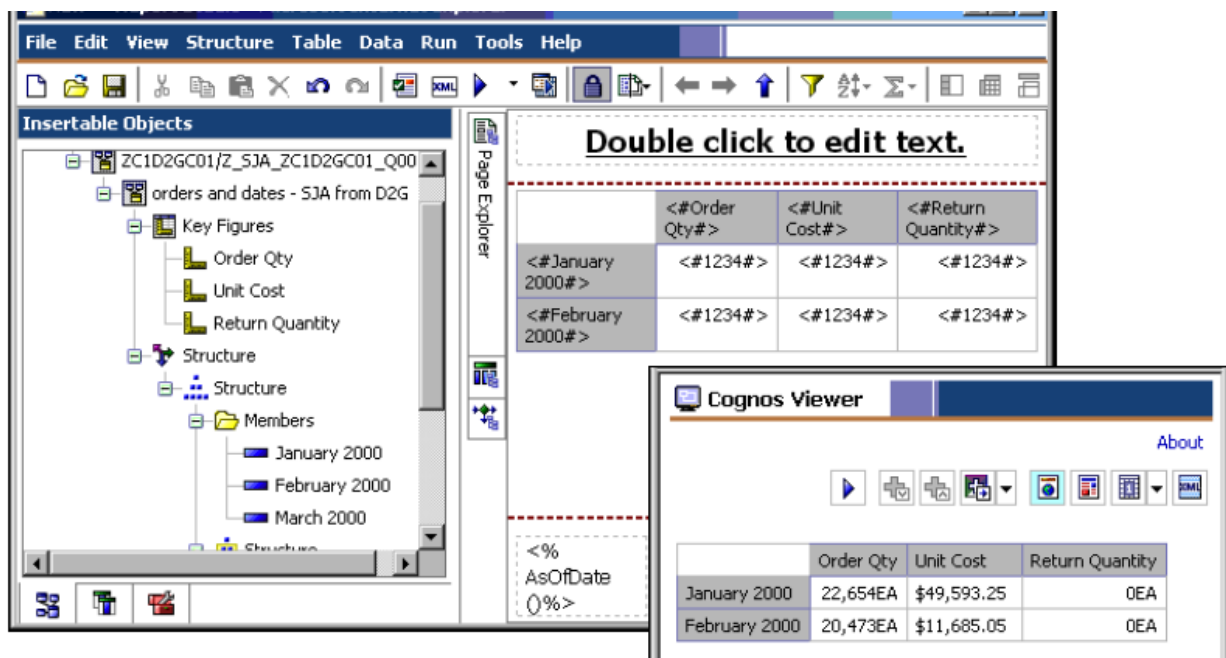 File Edit View Structure Table Data Run Tools Help
Insertable Objects
ZC1D2GC01/Z_SJA_ZC1D2GC01_Q00
orders and dates - SJA from D2G
Key Figures
Order Qty
Unit Cost
Return Quantity
Structure
Structure
Members
January 2000
February 2000
March 2000
Structure
Page Explorer
Double click to edit text.
<#Order Qty#> <#Unit Cost#> <#Return Quantity#>
<#January 2000#> <#1234#> <#1234#> <#1234#>
<#February 2000#> <#1234#> <#1234#> <#1234#>
<%
AsOfDate
()%>
Cognos Viewer
About
XML
Order Qty Unit Cost Return Quantity
January 2000 22,654EA $49,593.25 0EA
February 2000 20,473EA $11,685.05 0EA